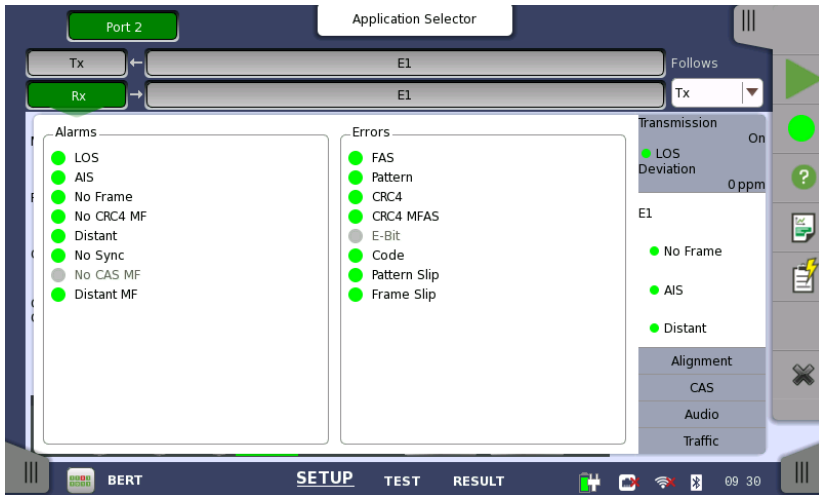 Port 2
Application Selector
Tx
E1
Follows
Rx
E1
Tx
Alarms
LOS
AIS
No Frame
No CRC4 MF
Distant
No Sync
No CAS MF
Distant MF
Errors
FAS
Pattern
CRC4
CRC4 MFAS
E-Bit
Code
Pattern Slip
Frame Slip
Transmission
On
LOS
Deviation
0 ppm
E1
No Frame
AIS
Distant
Alignment
CAS
Audio
Traffic
BERT
SETUP
TEST
RESULT
09 30